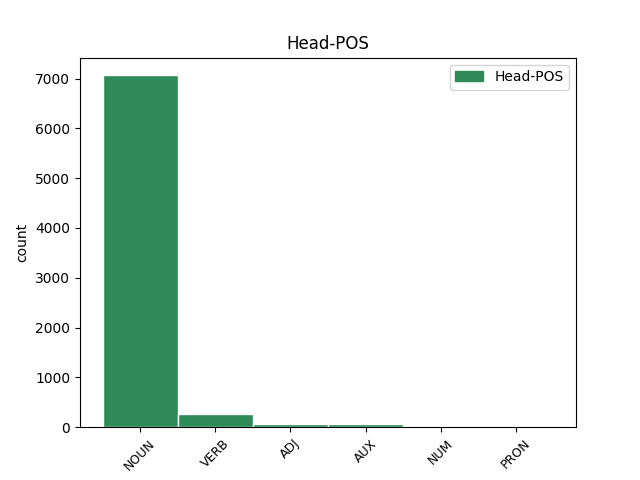 Head-POS
Head-POS
7000
6000
5000
4000
3000
2000
1000
0
count
NOUN
VERB
ADJ
AUX
NUM
PRON